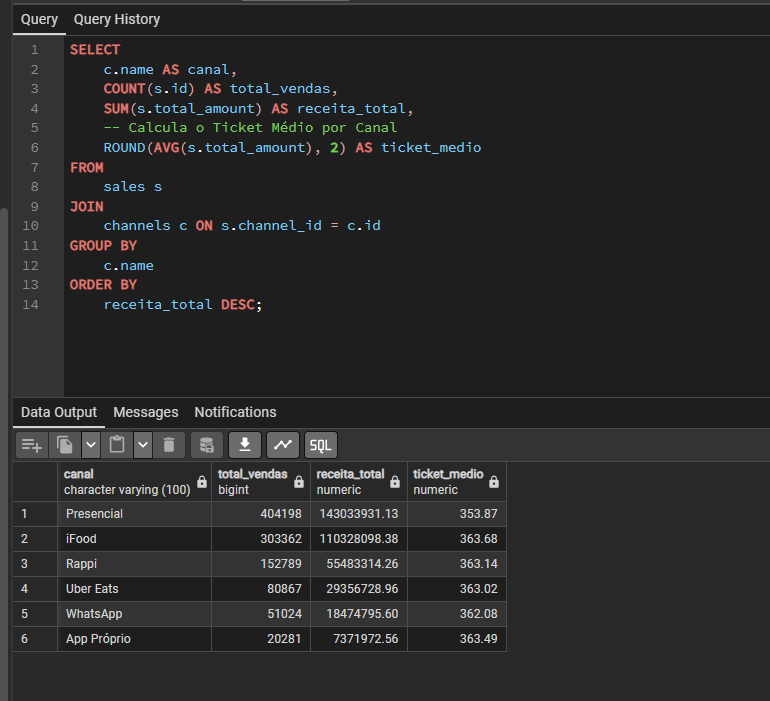 Query Query History
1 SELECT
2 c.name AS canal,
3 COUNT(s.id) AS total_vendas,
4 SUM(s.total_amount) AS receita_total,
5 -- Calcula o Ticket Médio por Canal
6 ROUND(AVG(s.total_amount), 2) AS ticket_medio
7 FROM
8 sales s
9 JOIN
10 channels c ON s.channel_id = c.id
11 GROUP BY
12 c.name
13 ORDER BY
14 receita_total DESC;
Data Output Messages Notifications
SQL
canal total_vendas receita_total ticket_medio
character varying (100) bigint numeric numeric
1 Presencial 404198 143033931.13 353.87
2 iFood 303362 110328098.38 363.68
3 Rappi 152789 55483314.26 363.14
4 Uber Eats 80867 29356728.96 363.02
5 WhatsApp 51024 18474795.60 362.08
6 App Próprio 20281 7371972.56 363.49